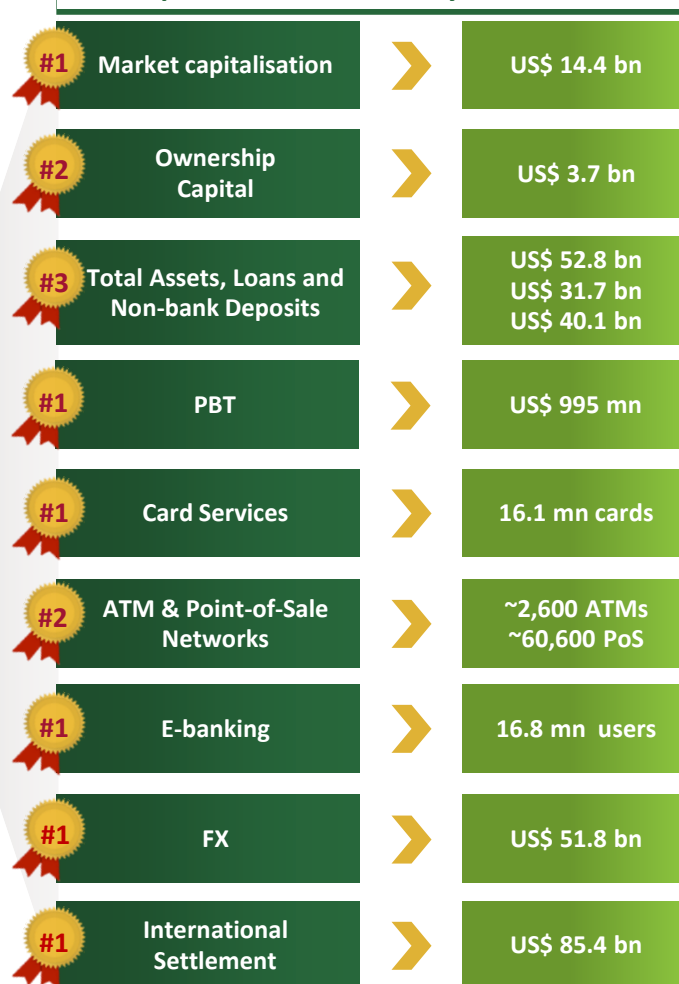 #1
Market capitalisation
US$ 14.4 bn
#2
Ownership
Capital
US$ 3.7 bn
#3
Total Assets, Loans and
Non-bank Deposits
US$ 52.8 bn
US$ 31.7 bn
US$ 40.1 bn
#1
PBT
US$ 995 mn
#1
Card Services
16.1 mn cards
#2
ATM & Point-of-Sale
Networks
~2,600 ATMs
~60,600 PoS
#1
E-banking
16.8 mn users
#1
FX
US$ 51.8 bn
#1
International
Settlement
US$ 85.4 bn